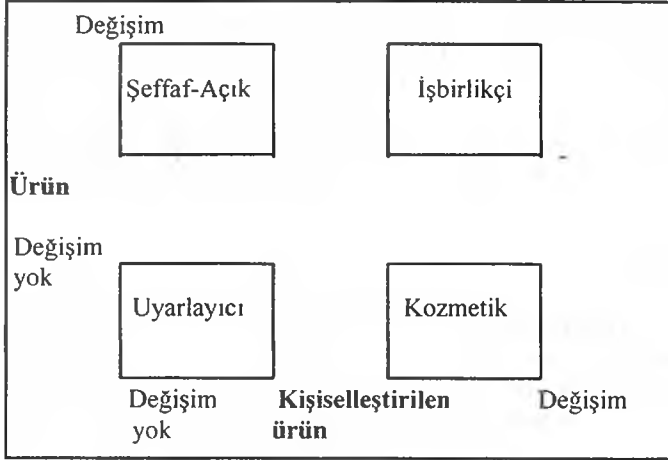 Değişim
Şeffaf-Açık
İşbirlikçi
Ürün
Değişim
yok
Uyarlayıcı
Kozmetik
Değişim
yok
Kişiselleştirilen
ürün
Değişim